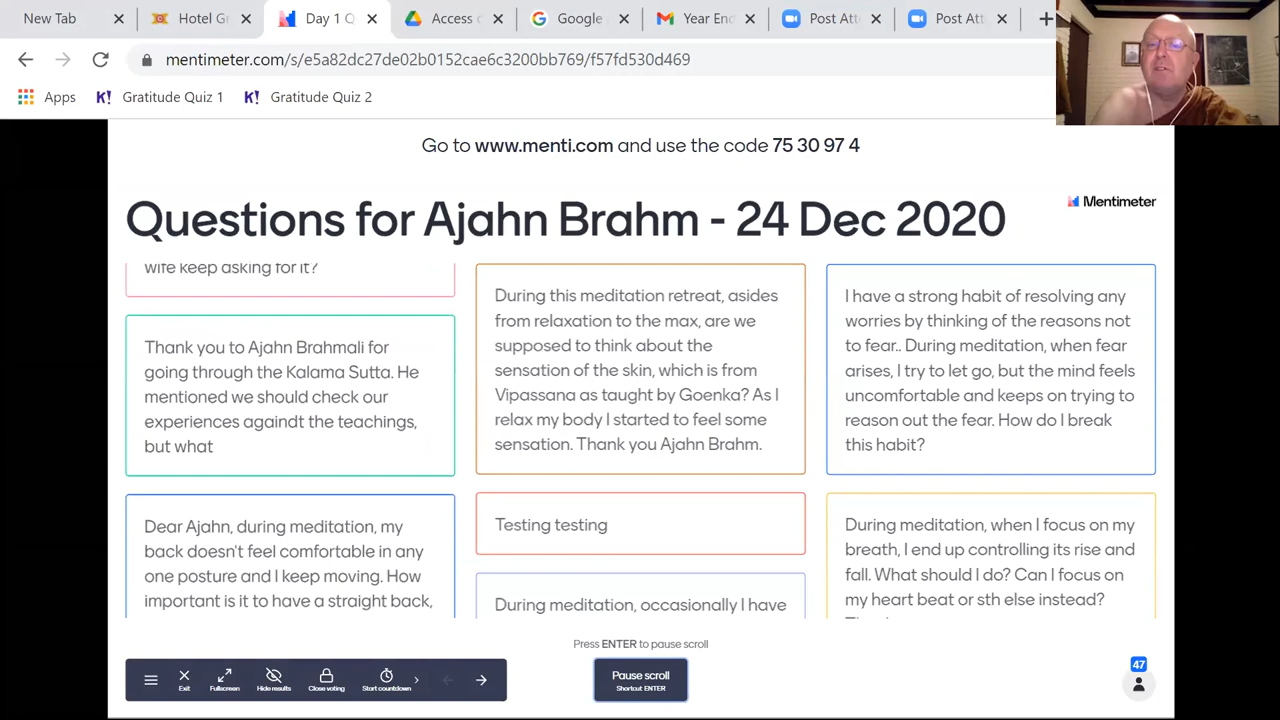 New Tab
Hotel Gr
Day 1 Q
Access
Google
Year End
Post Atte
Post Atte
mentimeter.com/s/e5a82dc27de02b0152cae6c3200bb769/f57fd530d469
Apps
Gratitude Quiz 1
Gratitude Quiz 2
Go to www.menti.com and use the code 75 30 97 4
Questions for Ajahn Brahm - 24 Dec 2020
Mentimeter
wife keep asking for it?
Thank you to Ajahn Brahmali for
going through the Kalama Sutta. He
mentioned we should check our
experiences againdt the teachings,
but what
Dear Ajahn, during meditation, my
back doesn't feel comfortable in any
one posture and I keep moving. How
important is it to have a straight back,
During this meditation retreat, asides
from relaxation to the max, are we
supposed to think about the
sensation of the skin, which is from
Vipassana as taught by Goenka? As I
relax my body I started to feel some
sensation. Thank you Ajahn Brahm.
Testing testing
During meditation, occasionally I have
I have a strong habit of resolving any
worries by thinking of the reasons not
to fear.. During meditation, when fear
arises, I try to let go, but the mind feels
uncomfortable and keeps on trying to
reason out the fear. How do I break
this habit?
During meditation, when I focus on my
breath, I end up controlling its rise and
fall. What should I do? Can I focus on
my heart beat or sth else instead?
Press ENTER to pause scroll
Exit
Fullscreen
Hide results
Close voting
Start countdown
Pause scroll
Shortcut ENTER
47